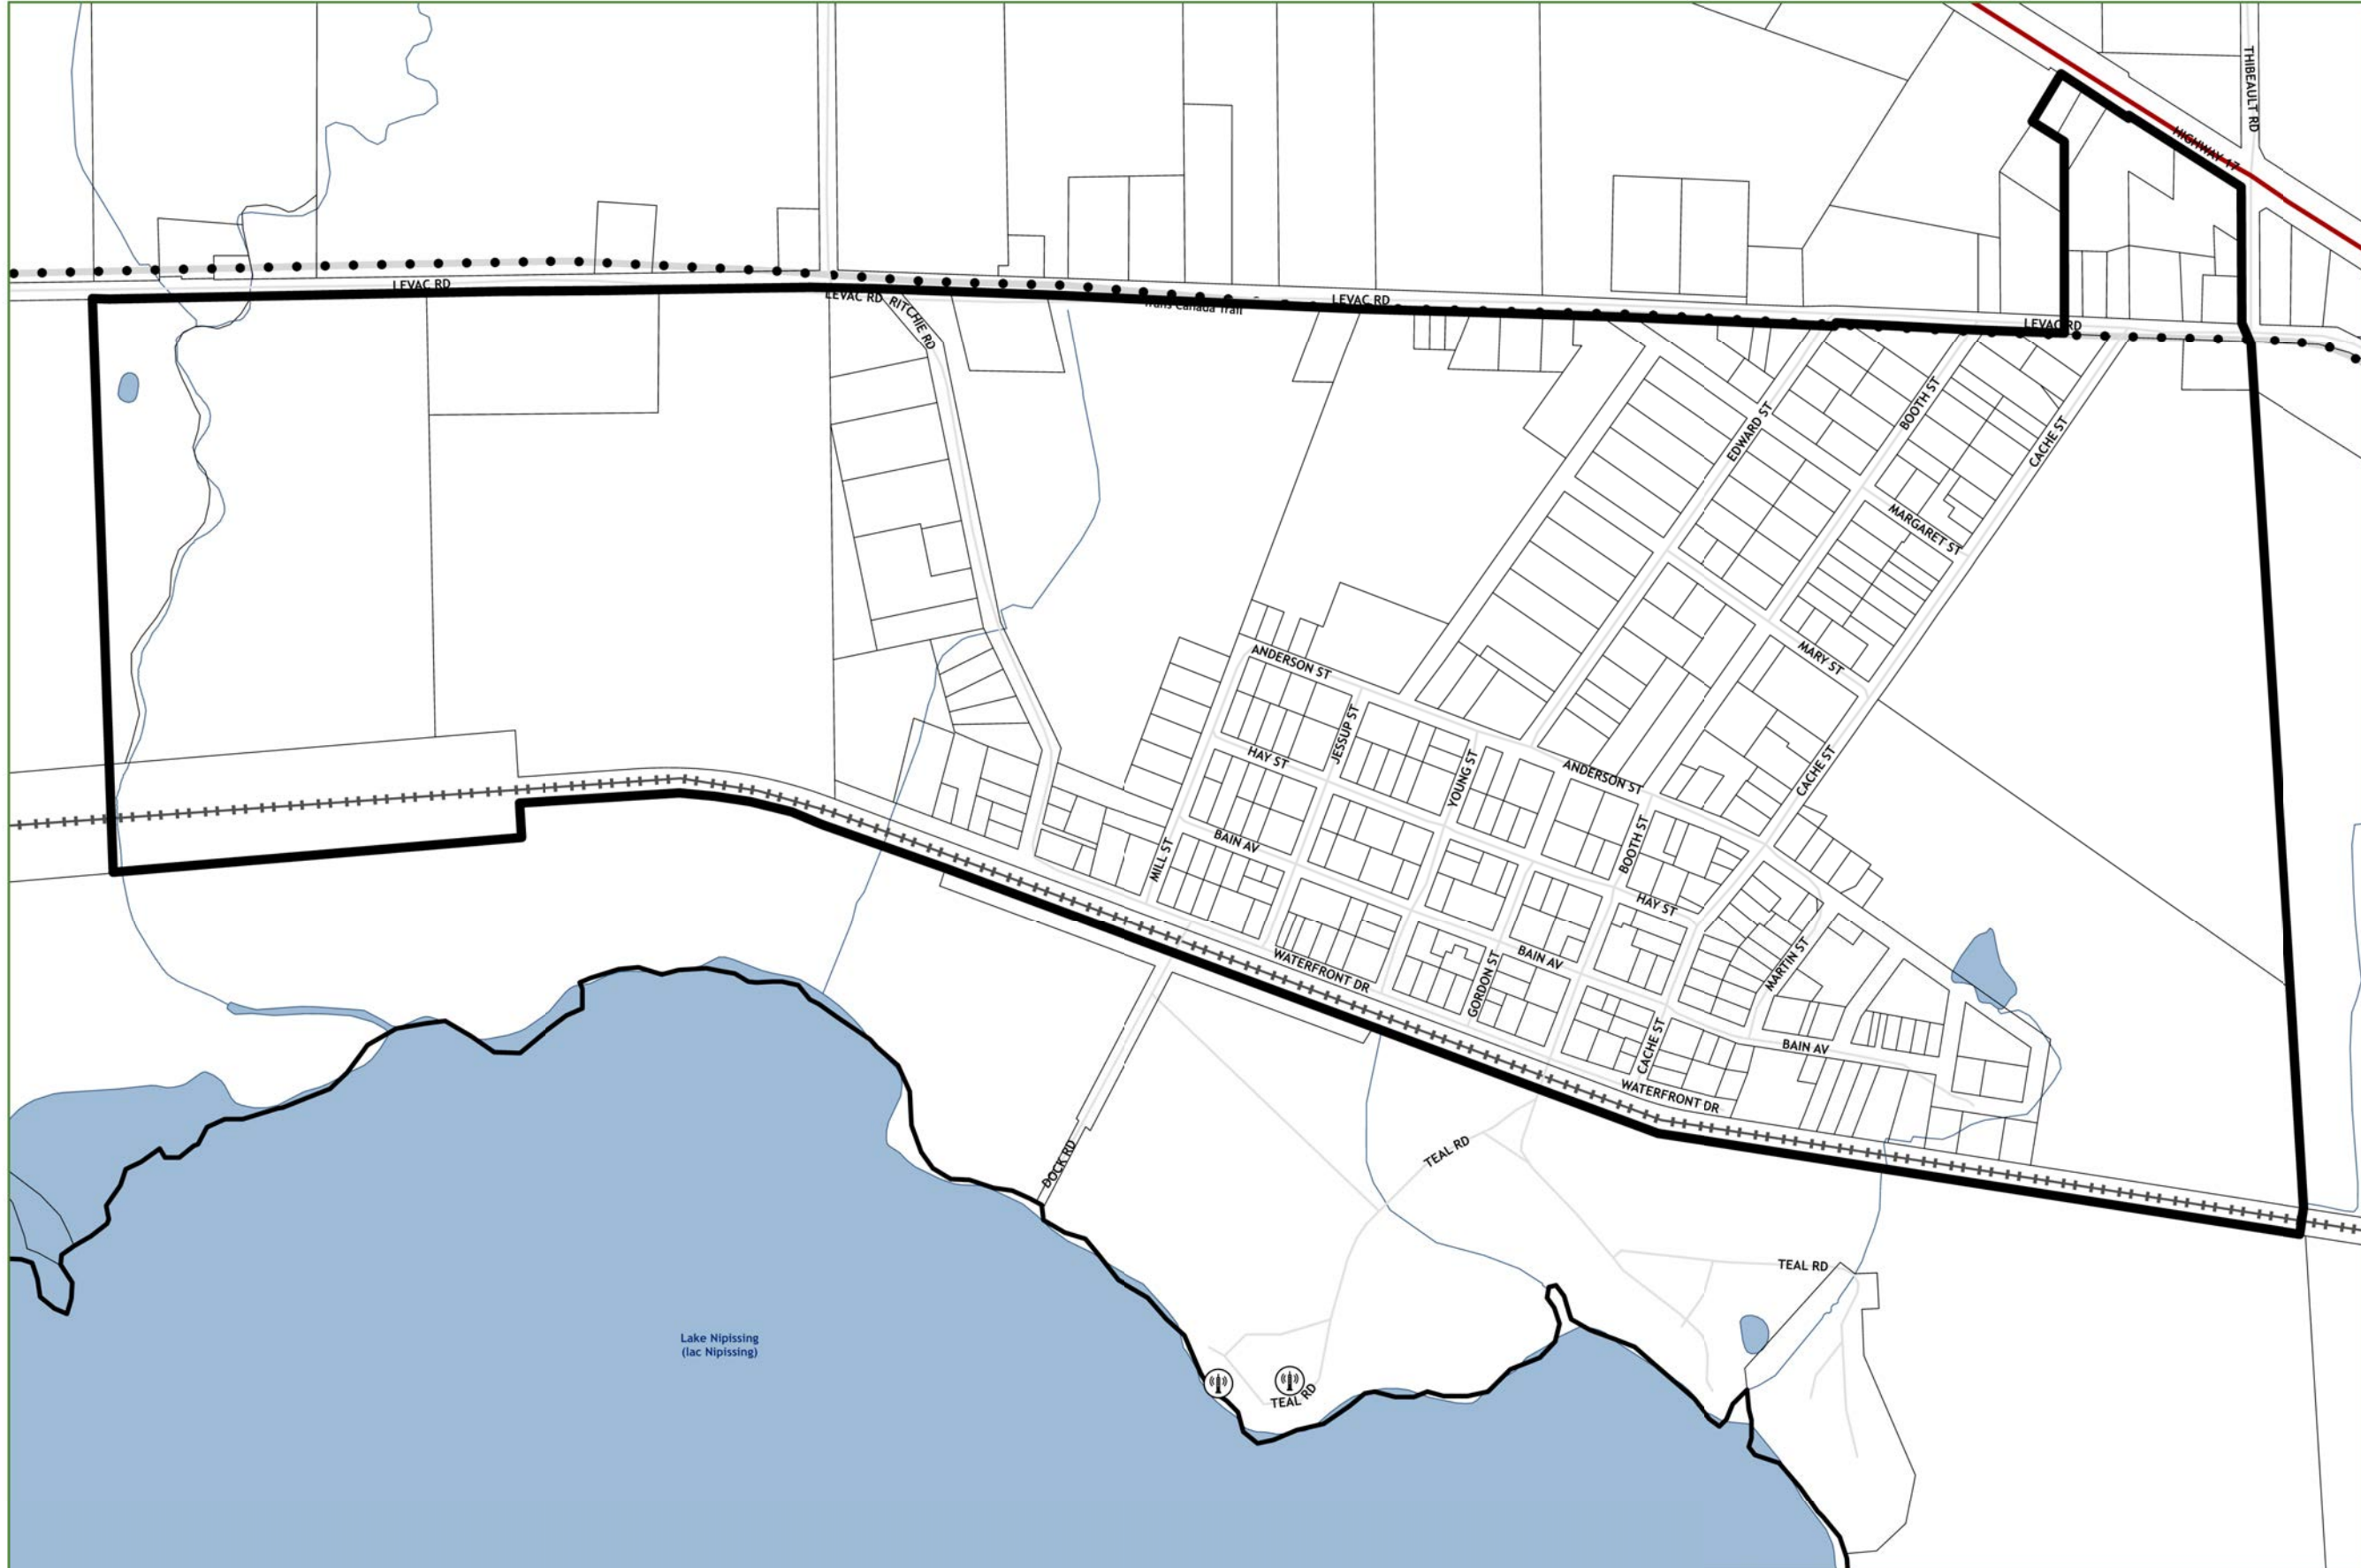 THIBEAULT RD
HIGHWAY 17
LEVAC RD
LEVAC RD
RITCHIE RD
Trans Canada Trail
LEVAC RD
LEVAC RD
EDWARD ST
BOOTH ST
CACHE ST
MARGARET ST
MARY ST
ANDERSON ST
JESSUP ST
HAY ST
YOUNG ST
ANDERSON ST
CACHE ST
BAIN AV
MILL ST
BOOTH ST
HAY ST
WATERFRONT DR
GORDON ST
BAIN AV
MARTIN ST
CACHE ST
BAIN AV
WATERFRONT DR
DOCK RD
TEAL RD
TEAL RD
Lake Nipissing
(lac Nipissing)
TEAL RD